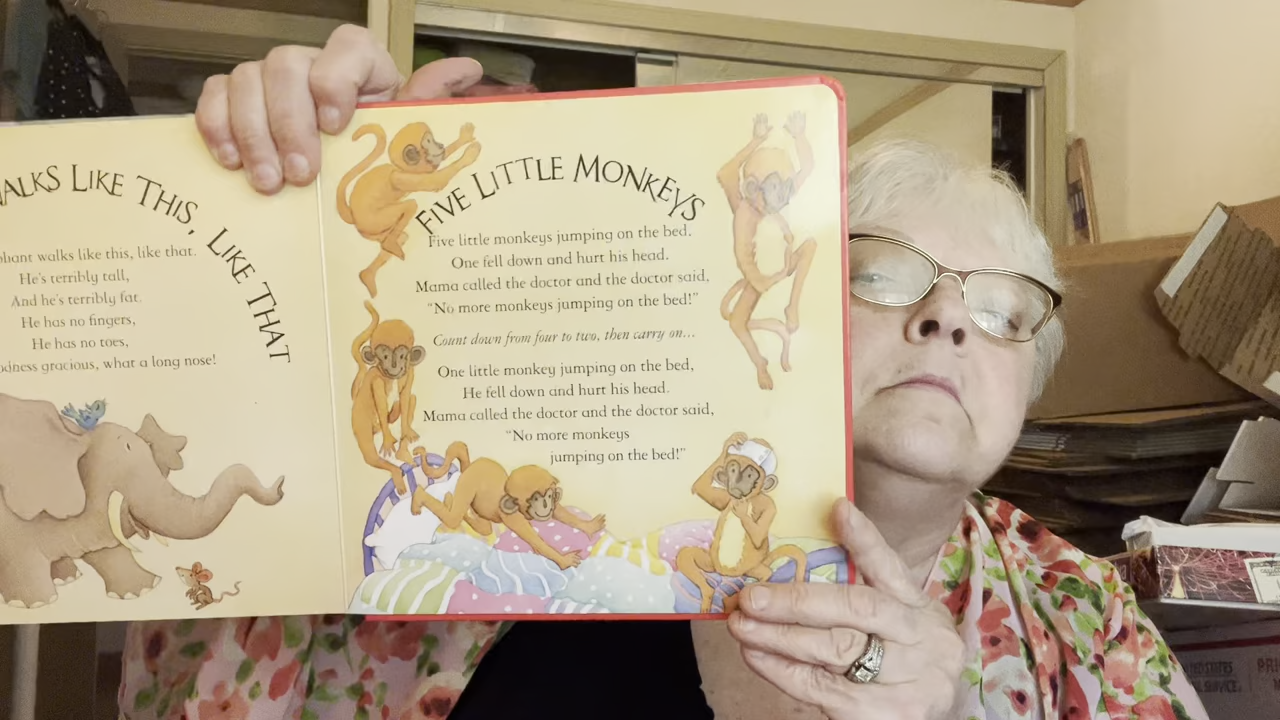 WALKS LIKE THIS, LIKE THAT
walks like this, like that.
He's terribly tall,
And he's terribly fat.
He has no fingers,
He has no toes,
gracious, what a long nose!
FIVE LITTLE MONKEYS
Five little monkeys jumping on the bed.
One fell down and hurt his head.
Mama called the doctor and the doctor said,
"No more monkeys jumping on the bed!"
Count down from four to two, then carry on...
One little monkey jumping on the bed,
He fell down and hurt his head.
Mama called the doctor and the doctor said,
"No more monkeys
jumping on the bed!"